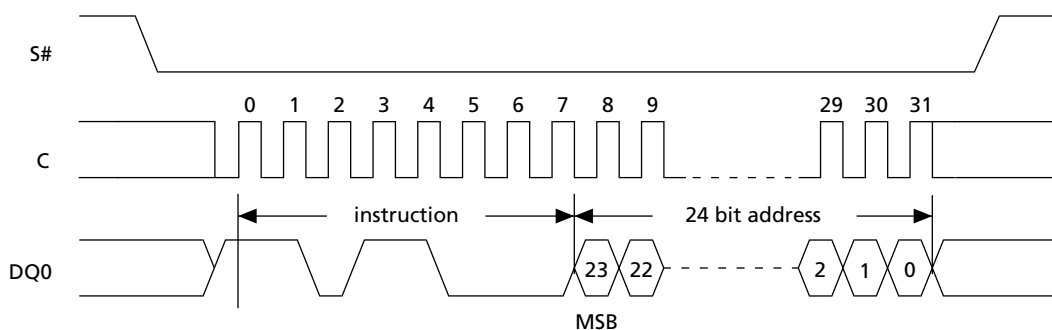 S#
0 1 2 3 4 5 6 7 8 9 29 30 31
C
instruction 24 bit address
DQ0 23 22 2 1 0
MSB